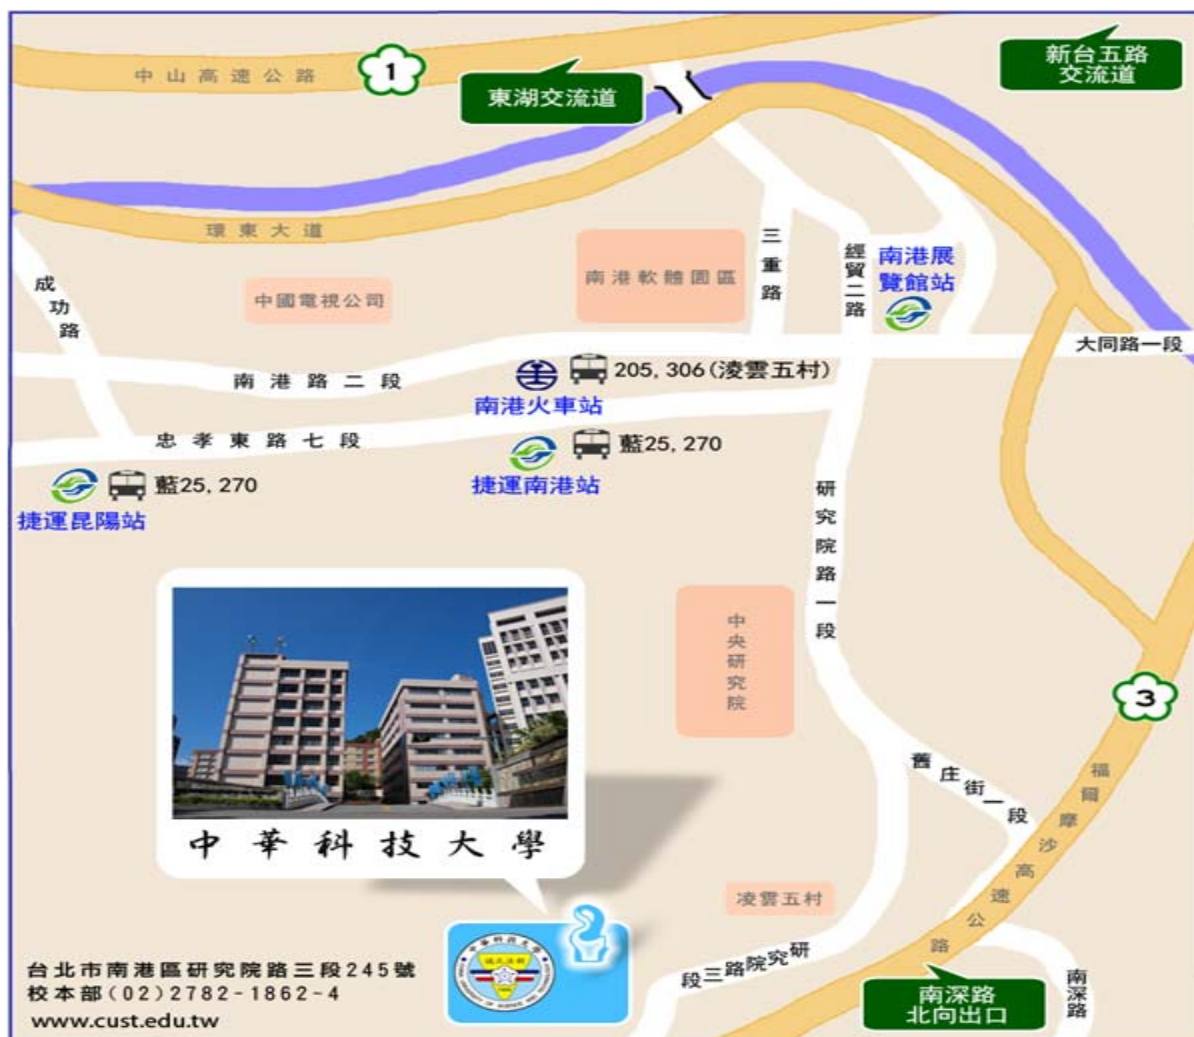 中山高速公路
1
東湖交流道
新台五路
交流道
環東大道
成功路
中國電視公司
南港軟體園區
三重路
經貿二路
南港展
覽館站
大同路一段
南港路二段
205, 306(淩雲五村)
南港火車站
忠孝東路七段
藍25, 270
捷運南港站
藍25, 270
捷運昆陽站
研究院路一段
中央研究院
3
舊庄街一段
福爾摩沙高速公路
中華科技大學
凌雲五村
研究院路三段
南深路
南深路
北向出口
中華科技大學
台北市南港區研究院路三段245號
校本部(02)2782-1862-4
www.cust.edu.tw